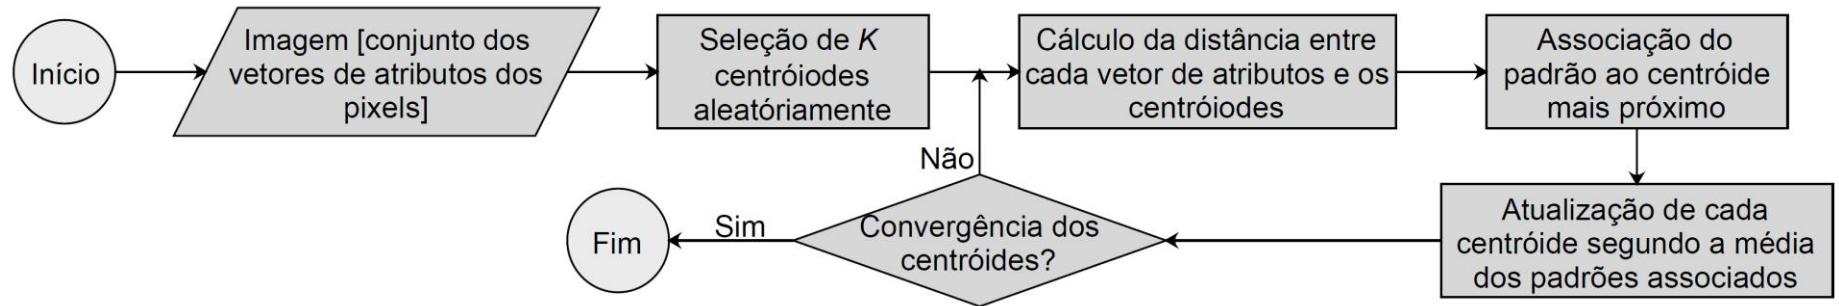 Início
Imagem [conjunto dos
vetores de atributos dos
pixels]
Seleção de K
centróiodes
aleatóriamente
Cálculo da distância entre
cada vetor de atributos e os
centróiodes
Associação do
padrão ao centróide
mais próximo
Atualização de cada
centróide segundo a média
dos padrões associados
Convergência dos
centróides?
Não
Sim
Fim